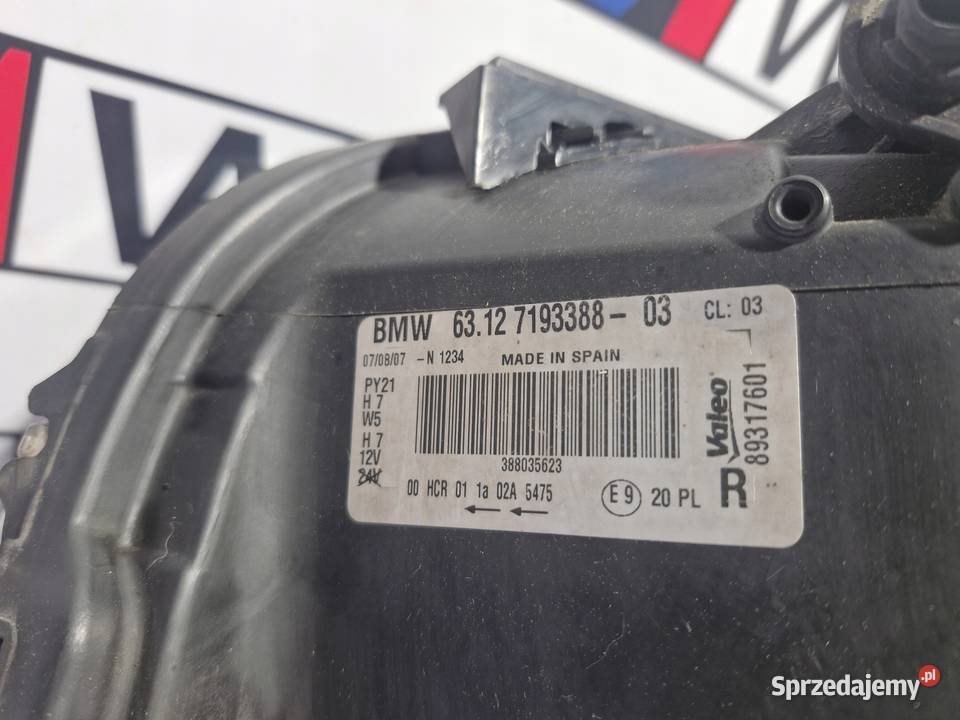 BMW 63.12 7193388-03 CL: 03
07/08/07 -N 1234 MADE IN SPAIN
PY21
H 7
W5
H 7
12V
24V
388035623
00 HCR 01 1a 02A 5475
E 9 20 PL
R
Valeo
89317601
Sprzedajemy.pl